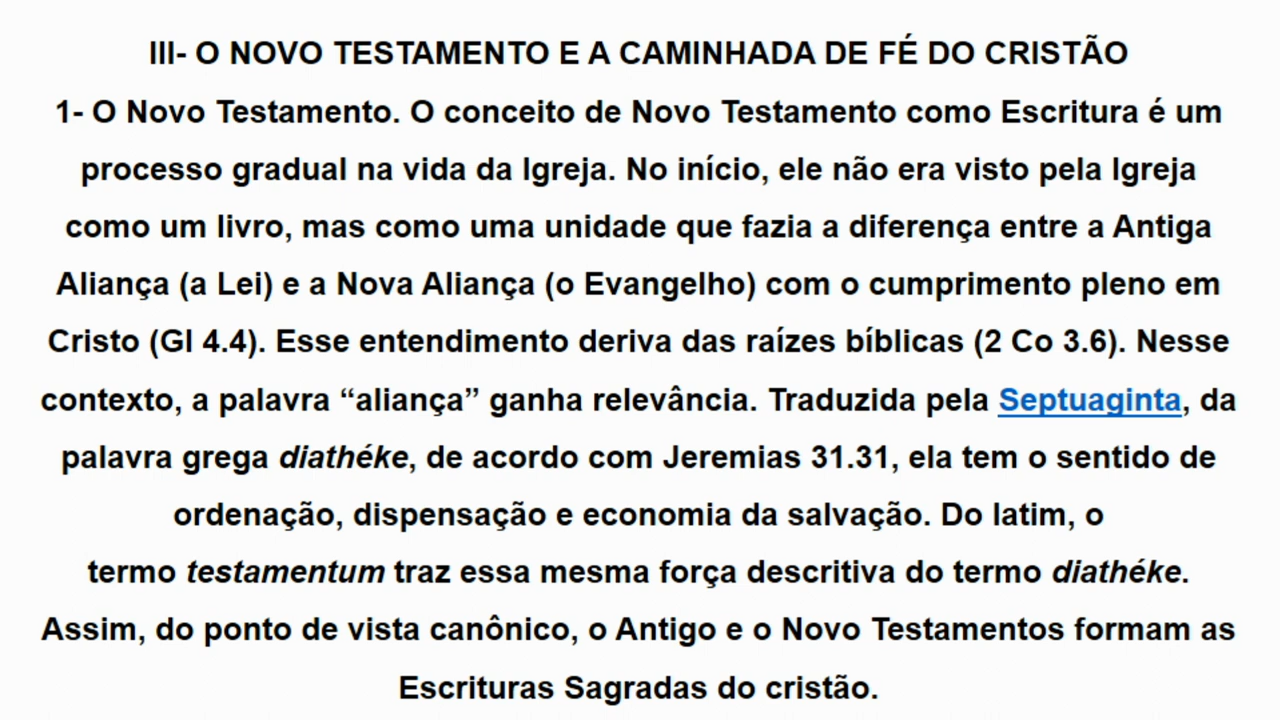 III- O NOVO TESTAMENTO E A CAMINHADA DE FÉ DO CRISTÃO
1- O Novo Testamento. O conceito de Novo Testamento como Escritura é um
processo gradual na vida da Igreja. No início, ele não era visto pela Igreja
como um livro, mas como uma unidade que fazia a diferença entre a Antiga
Aliança (a Lei) e a Nova Aliança (o Evangelho) com o cumprimento pleno em
Cristo (Gl 4.4). Esse entendimento deriva das raízes bíblicas (2 Co 3.6). Nesse
contexto, a palavra “aliança” ganha relevância. Traduzida pela Septuaginta, da
palavra grega diathéke, de acordo com Jeremias 31.31, ela tem o sentido de
ordenação, dispensação e economia da salvação. Do latim, o
termo testamentum traz essa mesma força descritiva do termo diathéke.
Assim, do ponto de vista canônico, o Antigo e o Novo Testamentos formam as
Escrituras Sagradas do cristão.